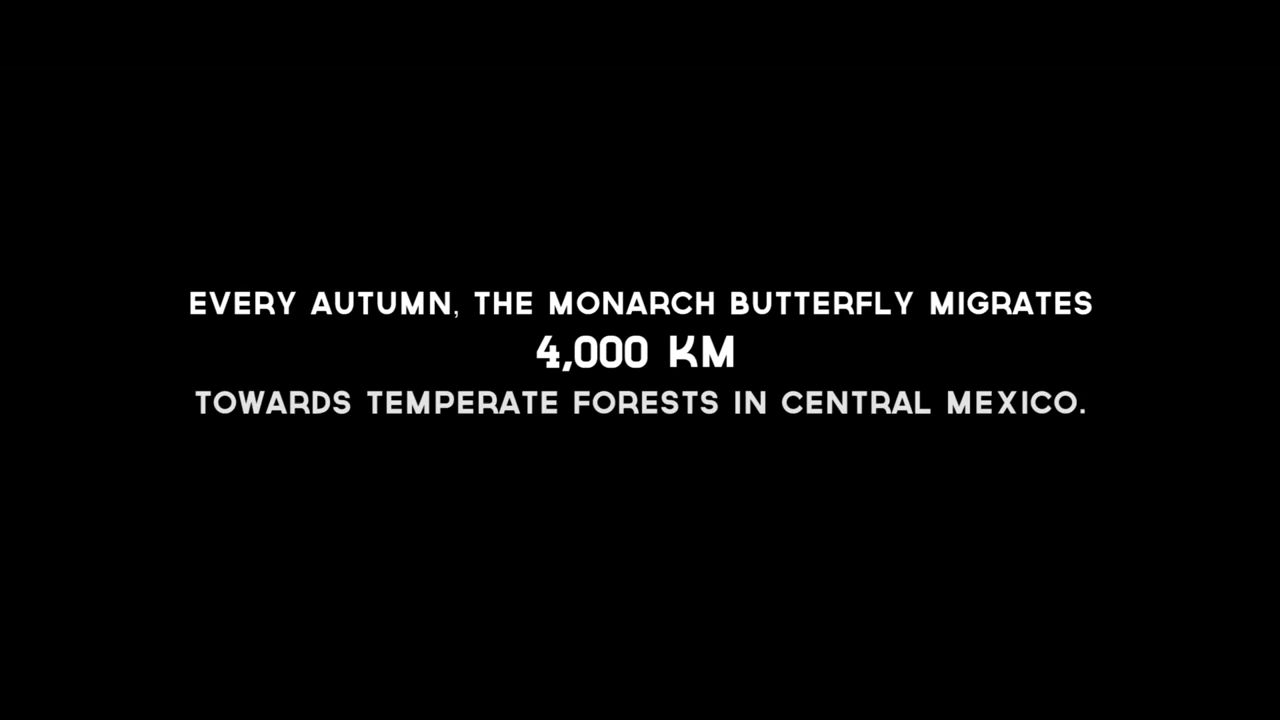 EVERY AUTUMN, THE MONARCH BUTTERFLY MIGRATES
4,000 KM
TOWARDS TEMPERATE FORESTS IN CENTRAL MEXICO.